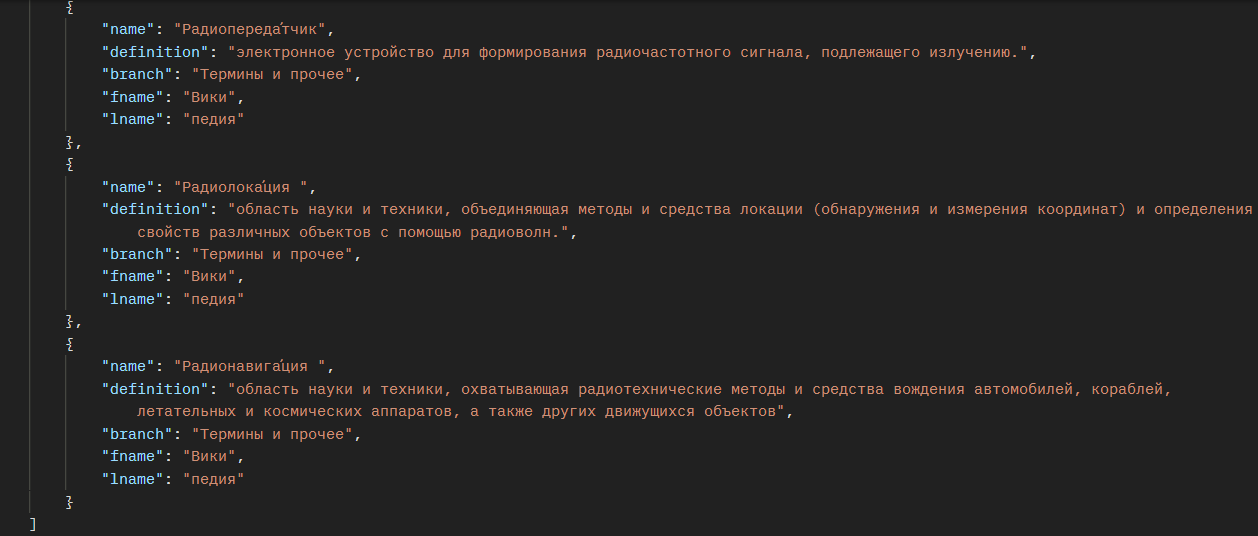 {
"name": "Радиопереда́тчик",
"definition": "электронное устройство для формирования радиочастотного сигнала, подлежащего излучению.",
"branch": "Термины и прочее",
"fname": "Вики",
"lname": "педия"
},
{
"name": "Радиолока́ция ",
"definition": "область науки и техники, объединяющая методы и средства локации (обнаружения и измерения координат) и определения
свойств различных объектов с помощью радиоволн.",
"branch": "Термины и прочее",
"fname": "Вики",
"lname": "педия"
},
{
"name": "Радионавига́ция ",
"definition": "область науки и техники, охватывающая радиотехнические методы и средства вождения автомобилей, кораблей,
летательных и космических аппаратов, а также других движущихся объектов",
"branch": "Термины и прочее",
"fname": "Вики",
"lname": "педия"
}
]